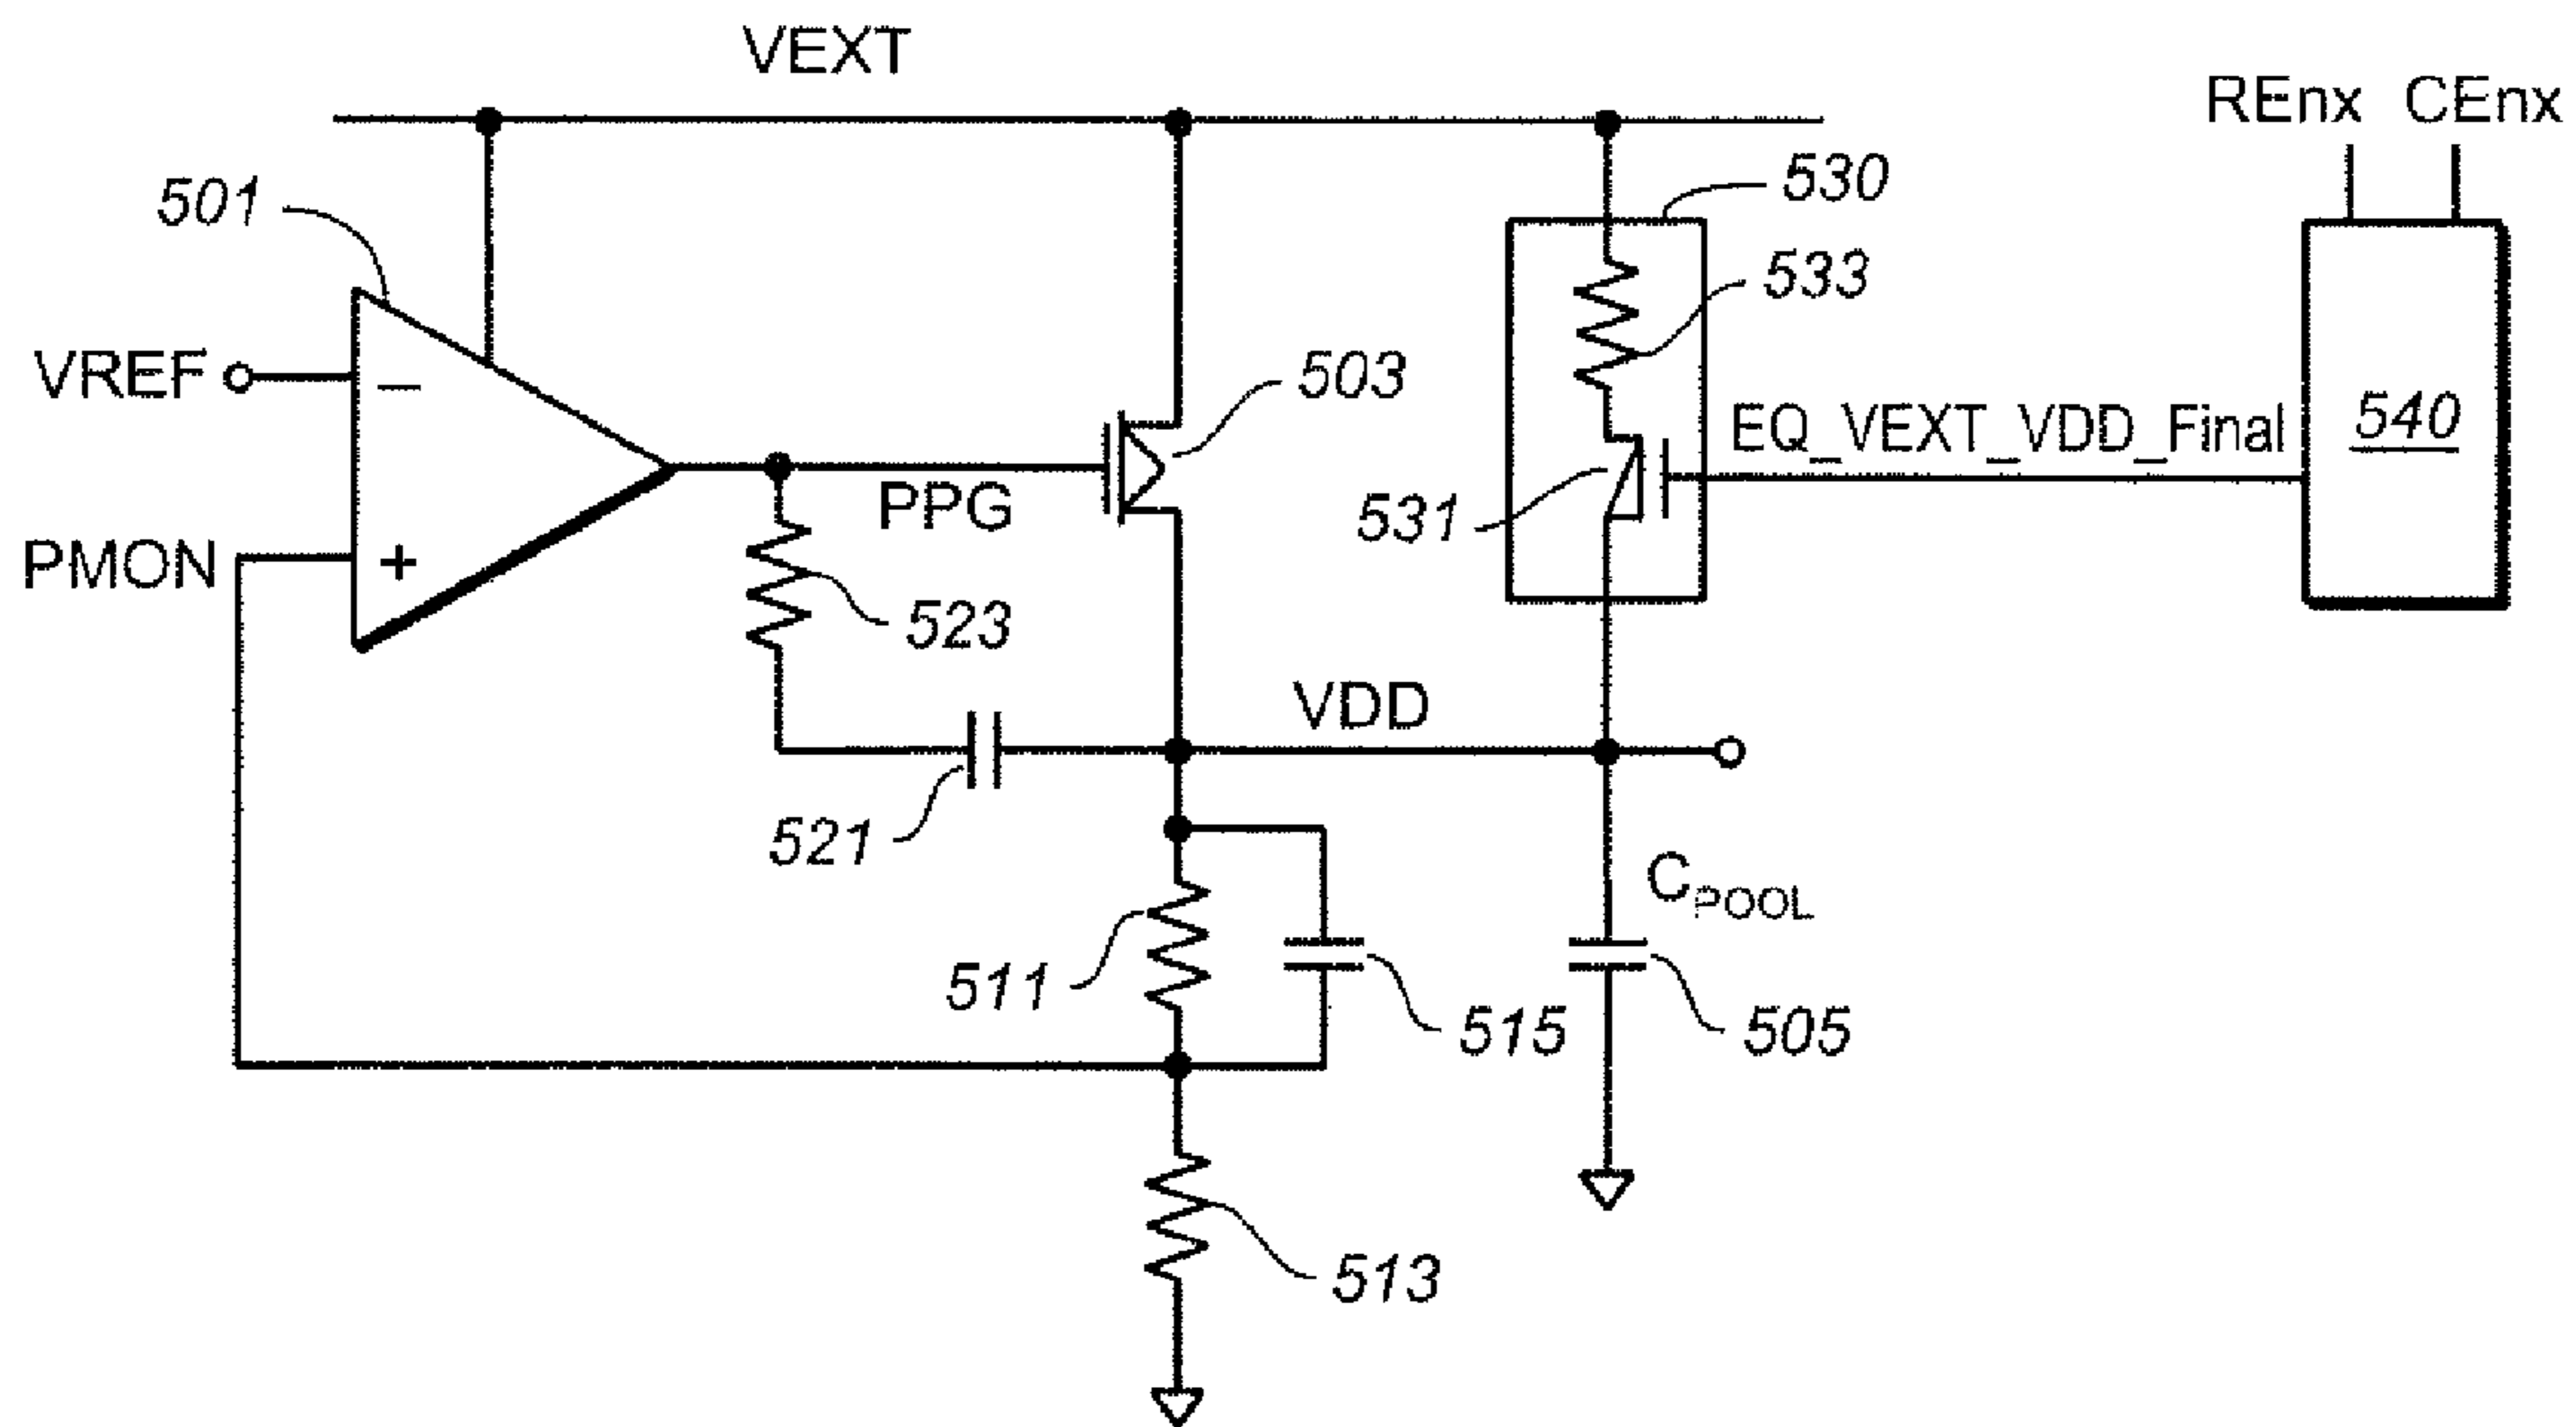 VEXT
REnx CEnx
530
501
533
VREF
−
503
EQ_VEXT_VDD_Final
540
PPG
531
PMON
+
523
VDD
521
C_POOL
511
515
505
513